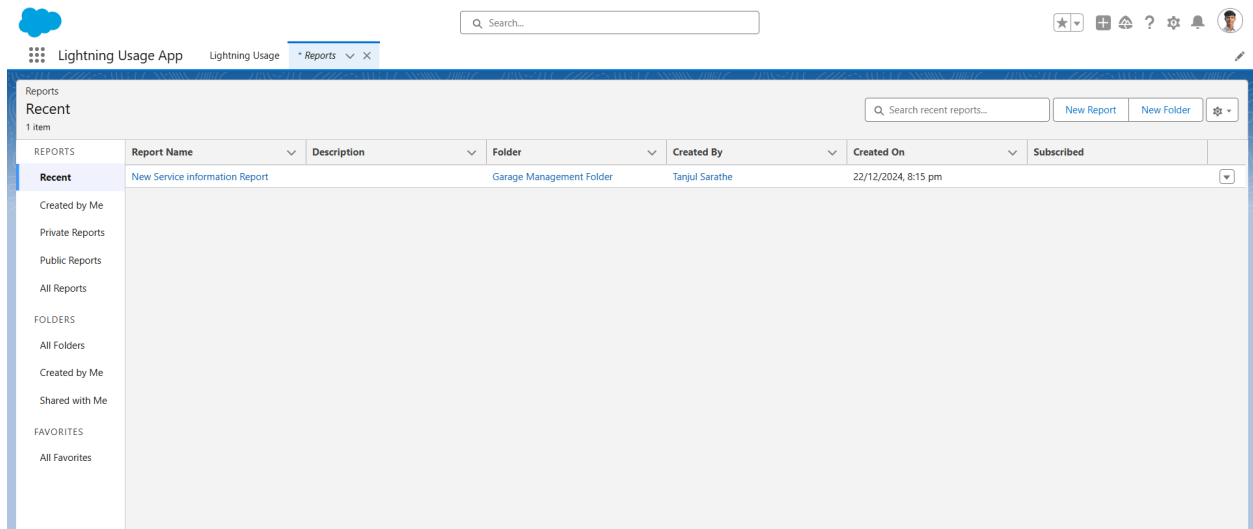 Search...
Lightning Usage App
Lightning Usage
* Reports
Reports
Recent
1 item
Search recent reports...
New Report
New Folder
REPORTS
Recent
Created by Me
Private Reports
Public Reports
All Reports
FOLDERS
All Folders
Created by Me
Shared with Me
FAVORITES
All Favorites
Report Name Description Folder Created By Created On Subscribed
New Service information Report Garage Management Folder Tanjul Sarathe 22/12/2024, 8:15 pm